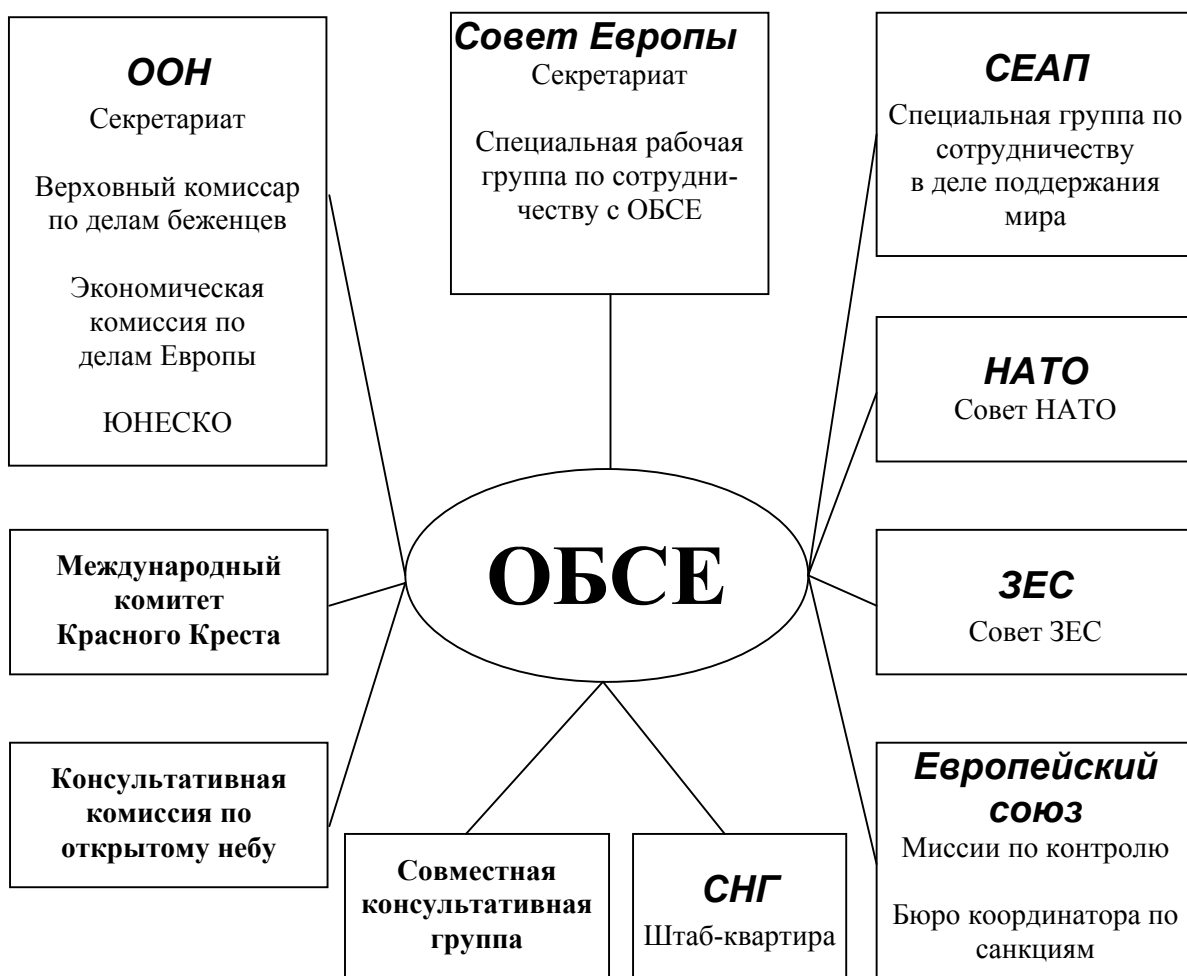 ООН
Секретариат
Верховный комиссар
по делам беженцев
Экономическая
комиссия по
делам Европы
ЮНЕСКО
Совет Европы
Секретариат
Специальная рабочая
группа по сотрудни-
честву с ОБСЕ
СЕАП
Специальная группа по
сотрудничеству
в деле поддержания
мира
НАТО
Совет НАТО
ОБСЕ
Международный
комитет
Красного Креста
ЗЕС
Совет ЗЕС
Консультативная
комиссия по
открытому небу
Совместная
консультативная
группа
СНГ
Штаб-квартира
Европейский
союз
Миссии по контролю
Бюро координатора по
санкциям